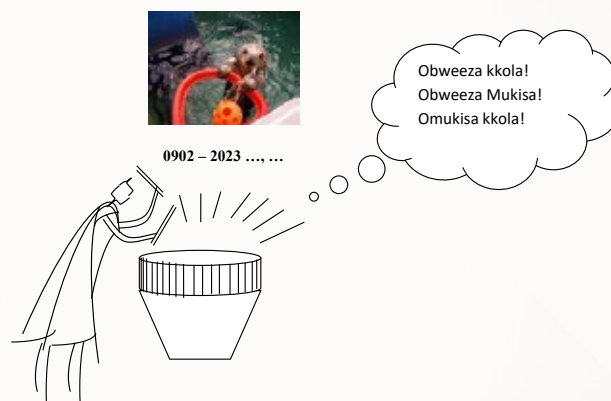 0902 – 2023 …, …
Obweeza kkola!
Obweeza Mukisa!
Omukisa kkola!